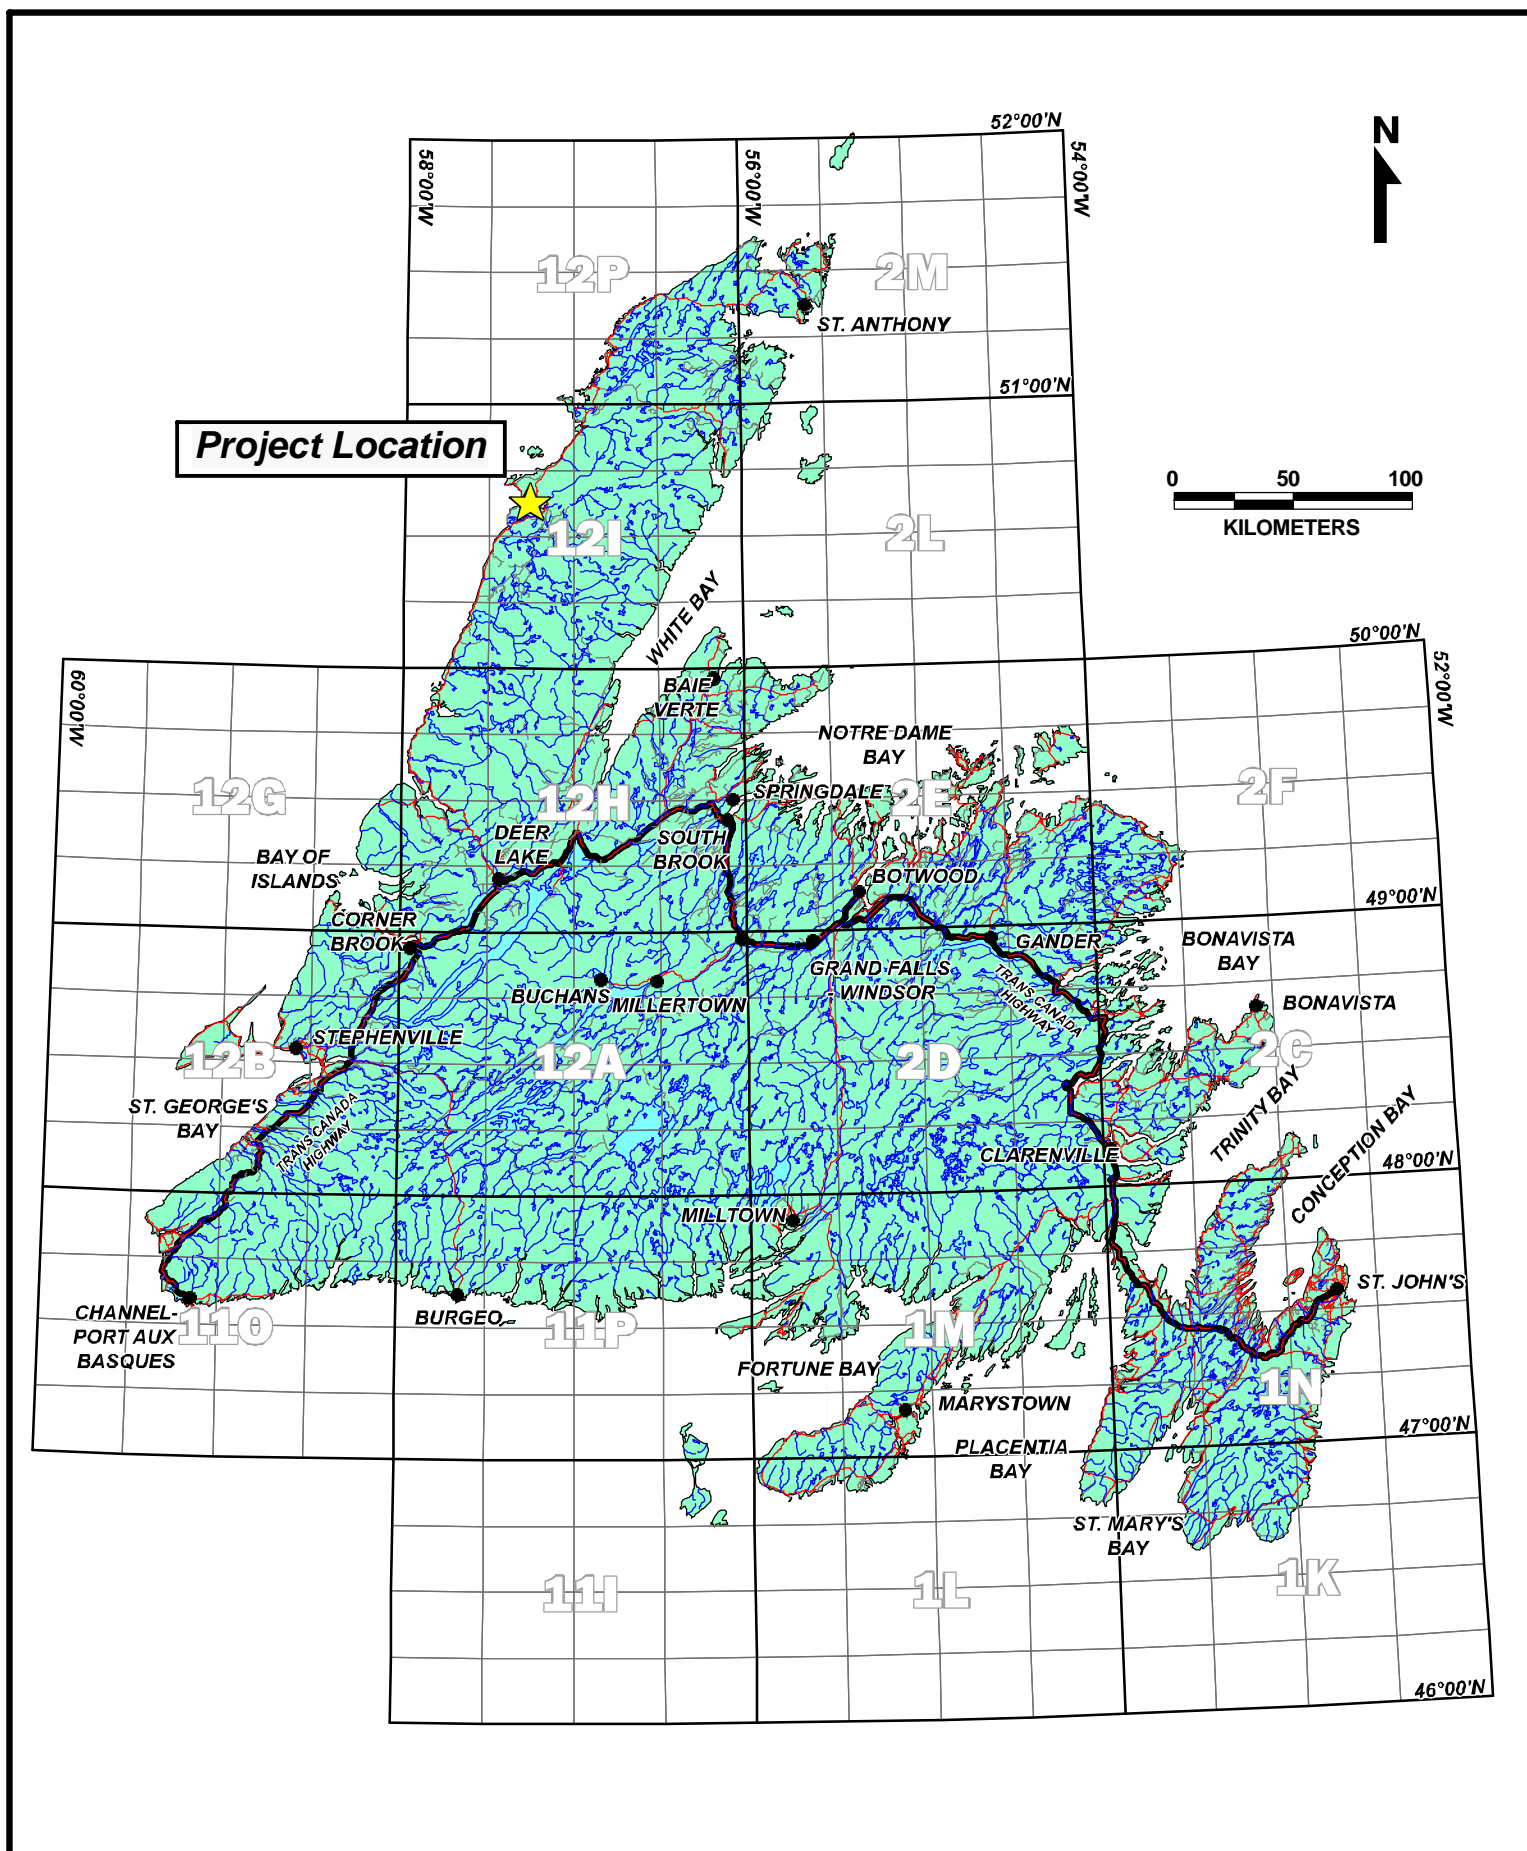 52°00'N
N
58°00'W
56°00'W
54°00'W
12P
2M
ST. ANTHONY
51°00'N
Project Location
0 50 100
KILOMETERS
12I
2L
WHITE BAY
50°00'N
60°00'W
52°00'W
BAIE
VERTE
NOTRE DAME
BAY
12G
12H
SPRINGDALE
2E
2F
DEER
LAKE
SOUTH
BROOK
BAY OF
ISLANDS
BOTWOOD
49°00'N
CORNER
BROOK
GANDER
BONAVISTA
BAY
GRAND FALLS
- WINDSOR
TRANS CANADA
HIGHWAY
BUCHANS
MILLERTOWN
BONAVISTA
STEPHENVILLE
12B
12A
2D
2C
ST. GEORGE'S
BAY
TRANS CANADA
HIGHWAY
TRINITY BAY
CONCEPTION BAY
CLARENVILLE
48°00'N
MILLTOWN
ST. JOHN'S
CHANNEL-
PORT AUX
BASQUES
11O
BURGEO
11P
1M
FORTUNE BAY
1N
MARYSTOWN
47°00'N
PLACENTIA
BAY
ST. MARY'S
BAY
11I
1L
1K
46°00'N